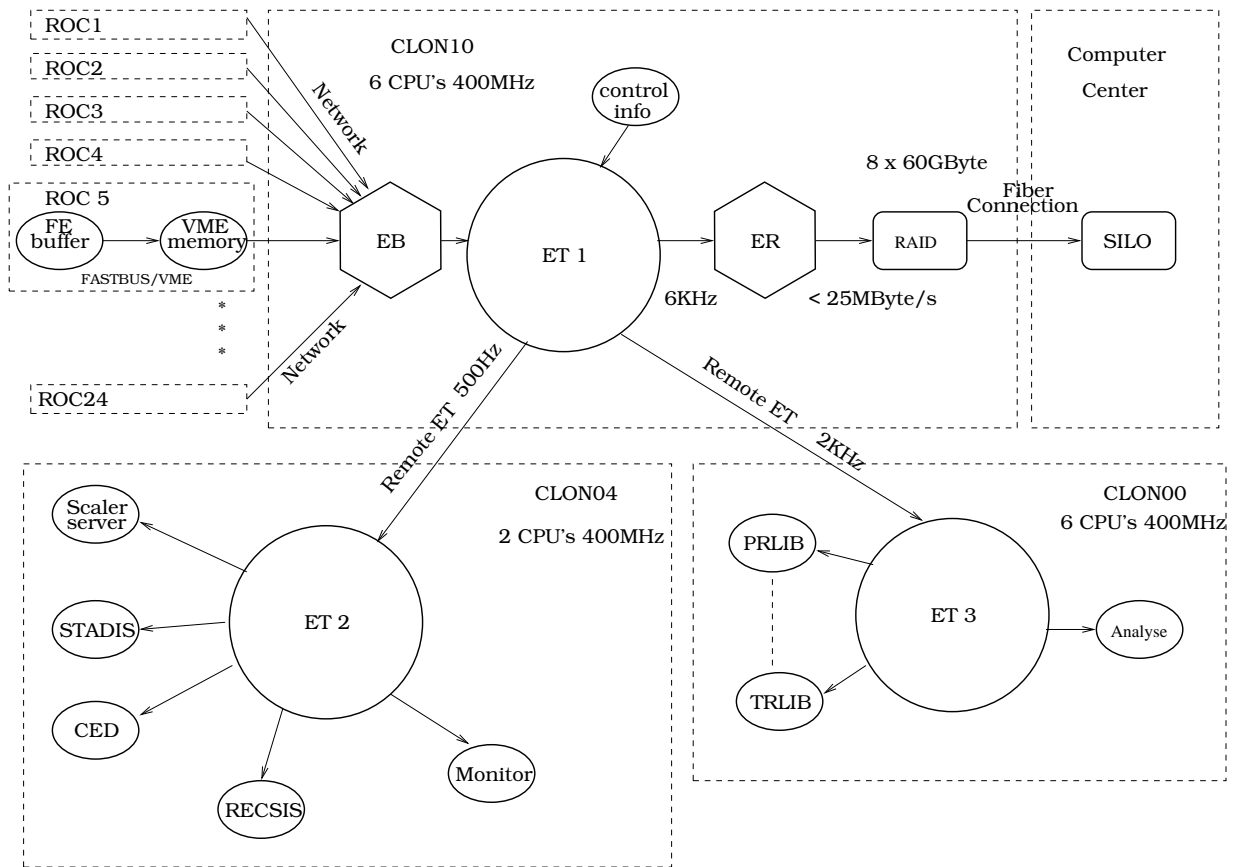 ROC1
ROC2
ROC3
ROC4
ROC 5
FE
buffer
VME
memory
FASTBUS/VME
*
*
*
ROC24
Network
Network
CLON10
6 CPU's 400MHz
control
info
EB
ET 1
ER
6KHz
8 x 60GByte
RAID
< 25MByte/s
Fiber
Connection
Computer
Center
SILO
Remote ET 500Hz
Remote ET 2KHz
CLON04
2 CPU's 400MHz
Scaler
server
STADIS
CED
RECSIS
Monitor
ET 2
CLON00
6 CPU's 400MHz
PRLIB
TRLIB
ET 3
Analyse